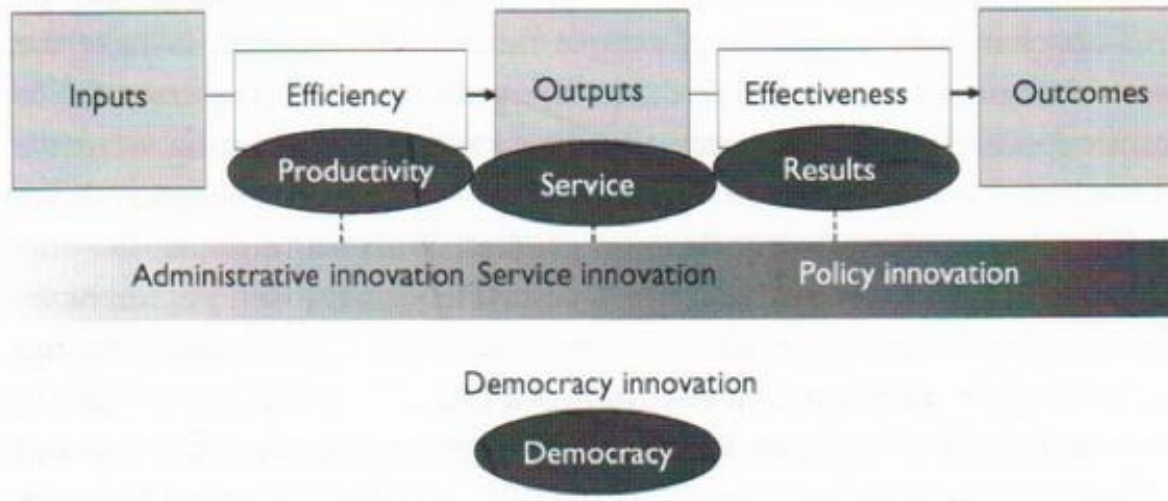 Inputs
Efficiency
Outputs
Effectiveness
Outcomes
Productivity
Service
Results
Administrative innovation
Service innovation
Policy innovation
Democracy innovation
Democracy